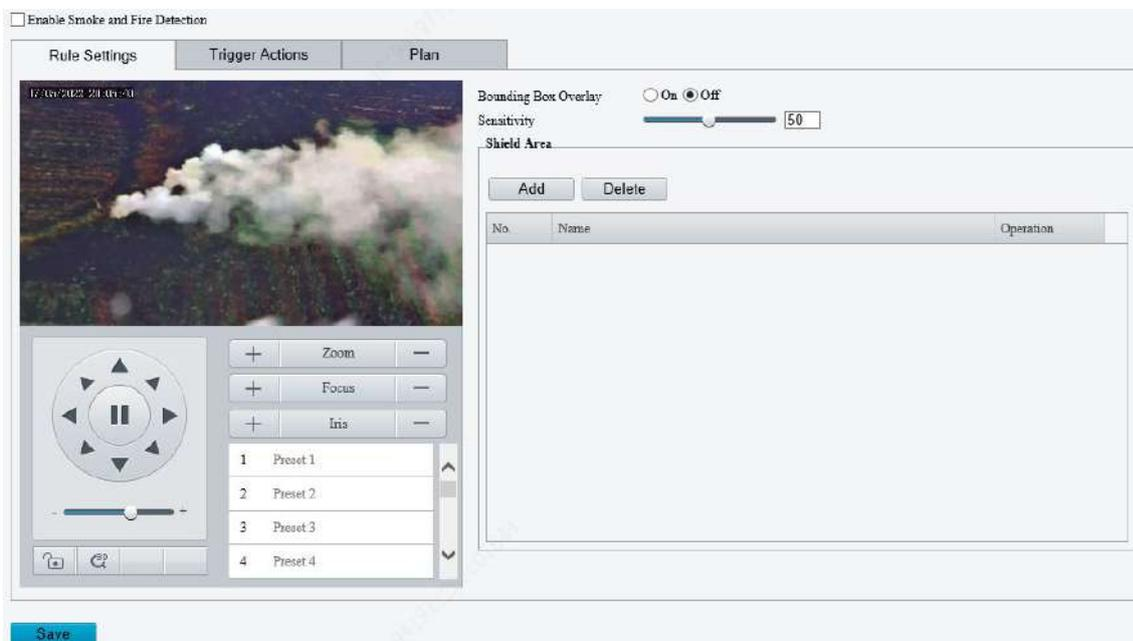 Enable Smoke and Fire Detection
Rule Settings
Trigger Actions
Plan
Bounding Box Overlay
On
Off
Sensitivity
50
Shield Area
Add
Delete
No.
Name
Operation
Zoom
Focus
Iris
1 Preset 1
2 Preset 2
3 Preset 3
4 Preset 4
Save